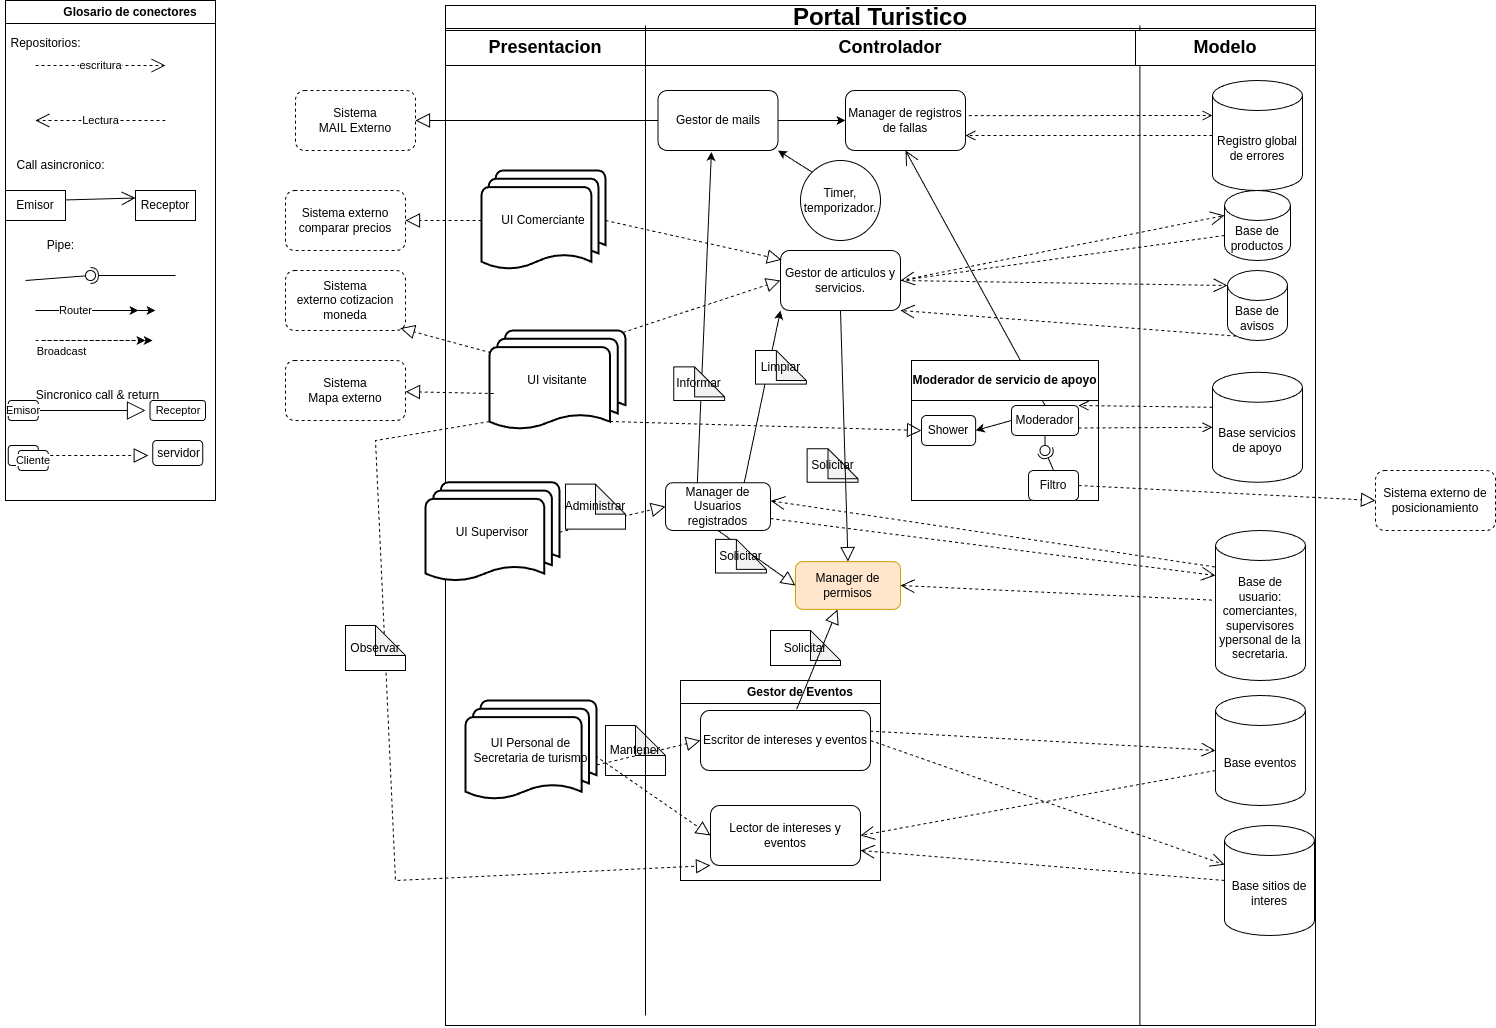 Glosario de conectores
Repositorios:
escritura
Lectura
Call asincronico:
Emisor
Receptor
Pipe:
Router
Broadcast
Sincronico call & return
Emisor
Receptor
Cliente
servidor
Portal Turistico
Presentacion
Controlador
Modelo
Sistema
MAIL Externo
Gestor de mails
Manager de registros
de fallas
Registro global
de errores
Timer,
temporizador.
Sistema externo
comparar precios
UI Comerciante
Base de
productos
Gestor de articulos y
servicios.
Sistema
externo cotizacion
moneda
Base de
avisos
Sistema
Mapa externo
UI visitante
Informar
Limpiar
Moderador de servicio de apoyo
Shower
Moderador
Filtro
Base servicios
de apoyo
Solicitar
Sistema externo de
posicionamiento
UI Supervisor
Administrar
Manager de
Usuarios
registrados
Solicitar
Manager de
permisos
Base de
usuario:
comerciantes,
supervisores
ypersonal de la
secretaria.
Observar
Solicitar
Gestor de Eventos
Escritor de intereses y eventos
UI Personal de
Secretaria de turismo
Mantener
Base eventos
Lector de intereses y
eventos
Base sitios de
interes